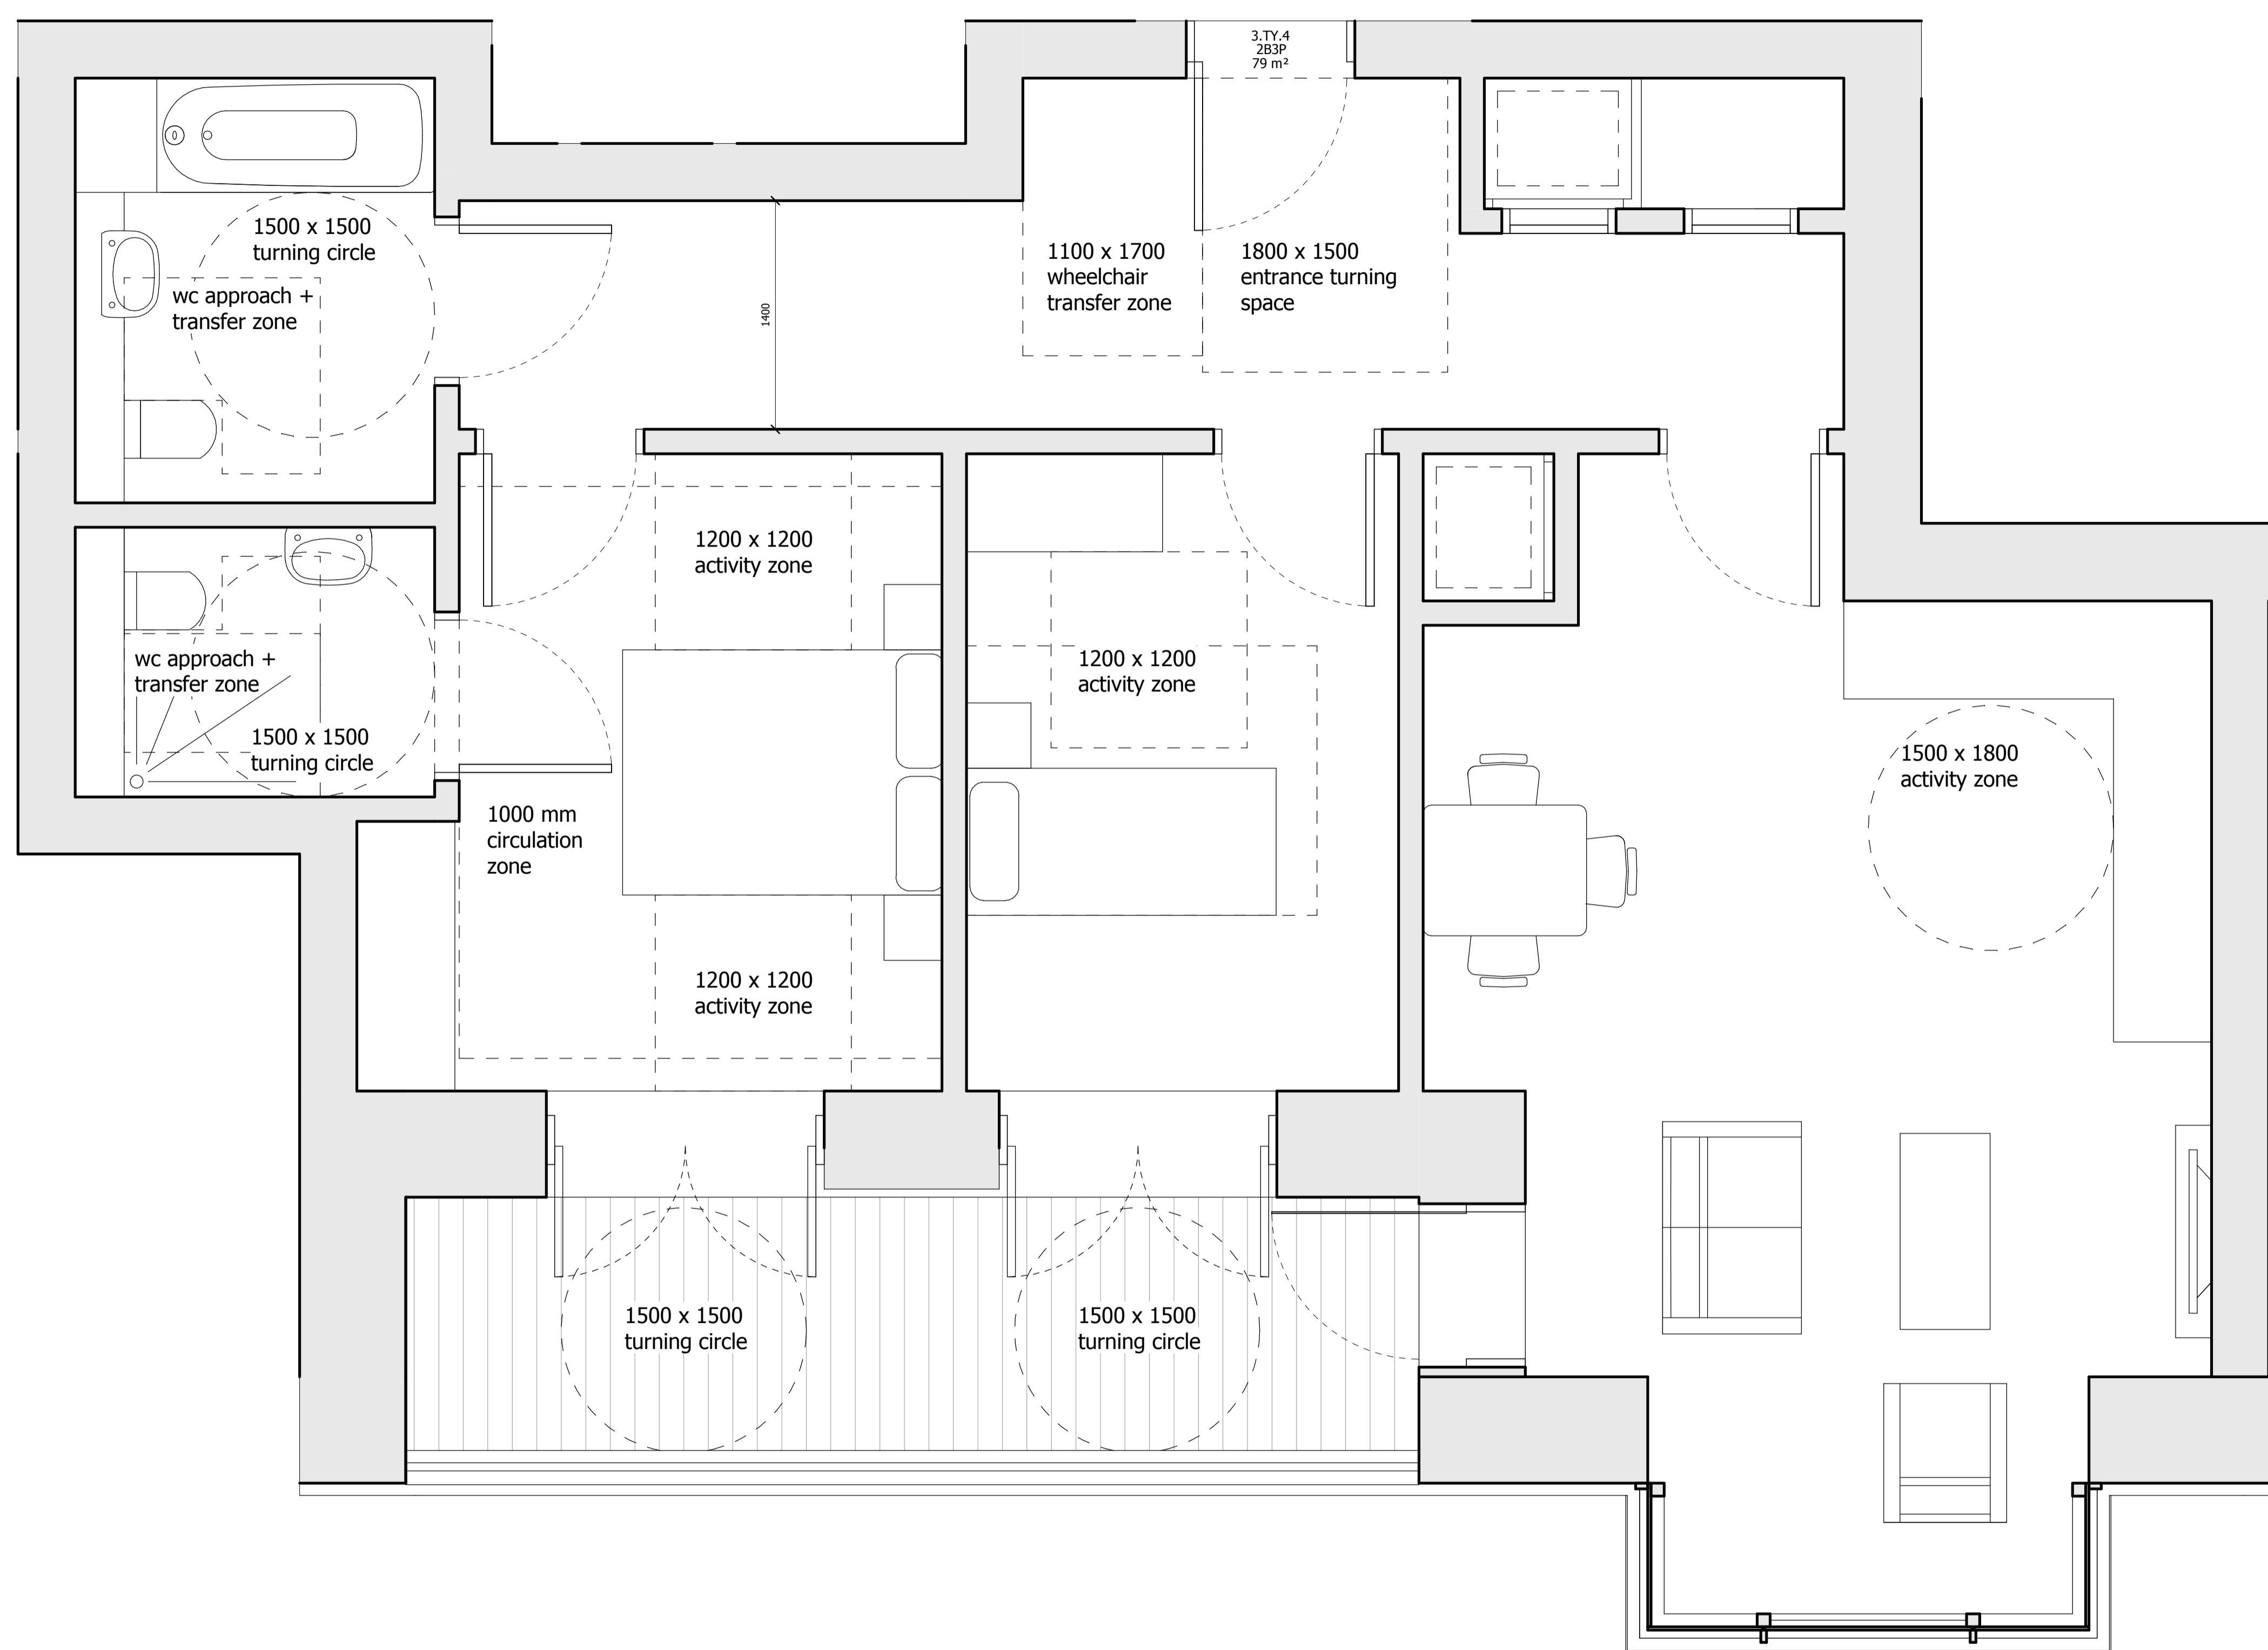 3.TY.4
2B3P
79 m²
1500 x 1500
turning circle
wc approach +
transfer zone
1400
1100 x 1700
wheelchair
transfer zone
1800 x 1500
entrance turning
space
1200 x 1200
activity zone
wc approach +
transfer zone
1500 x 1500
turning circle
1000 mm
circulation
zone
1200 x 1200
activity zone
1200 x 1200
activity zone
1500 x 1800
activity zone
1500 x 1500
turning circle
1500 x 1500
turning circle